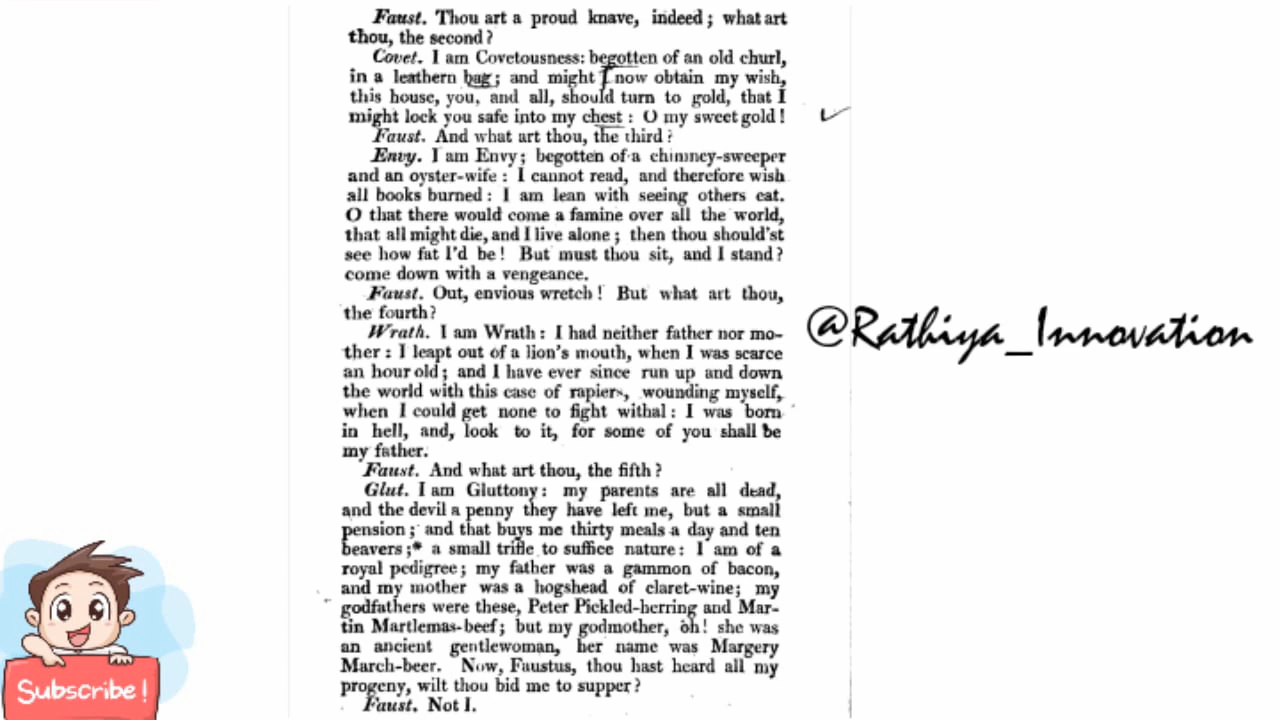 Faust. Thou art a proud knave, indeed; what art
thou, the second?
Covet. I am Covetousness: begotten of an old churl,
in a leathern bag; and might I now obtain my wish,
this house, you, and all, should turn to gold, that I
might lock you safe into my chest: O my sweet gold!
Faust. And what art thou, the third?
Envy. I am Envy; begotten of a chimney-sweeper
and an oyster-wife: I cannot read, and therefore wish
all books burned: I am lean with seeing others eat.
O that there would come a famine over all the world,
that all might die, and I live alone; then thou should'st
see how fat I'd be! But must thou sit, and I stand?
come down with a vengeance.
Faust. Out, envious wretch! But what art thou,
the fourth?
Wrath. I am Wrath: I had neither father nor mo-
ther: I leapt out of a lion's mouth, when I was scarce
an hour old; and I have ever since run up and down
the world with this case of rapiers, wounding myself,
when I could get none to fight withal: I was born
in hell, and, look to it, for some of you shall be
my father.
Faust. And what art thou, the fifth?
Glut. I am Gluttony: my parents are all dead,
and the devil a penny they have left me, but a small
pension; and that buys me thirty meals a day and ten
beavers;* a small trifle to suffice nature: I am of a
royal pedigree; my father was a gammon of bacon,
and my mother was a hogshead of claret-wine; my
godfathers were these, Peter Pickled-herring and Mar-
tin Martlemas-beef; but my godmother, oh! she was
an ancient gentlewoman, her name was Margery
March-beer. Now, Faustus, thou hast heard all my
progeny, wilt thou bid me to supper?
Faust. Not I.
@Rathiya_Innovation
Subscribe!